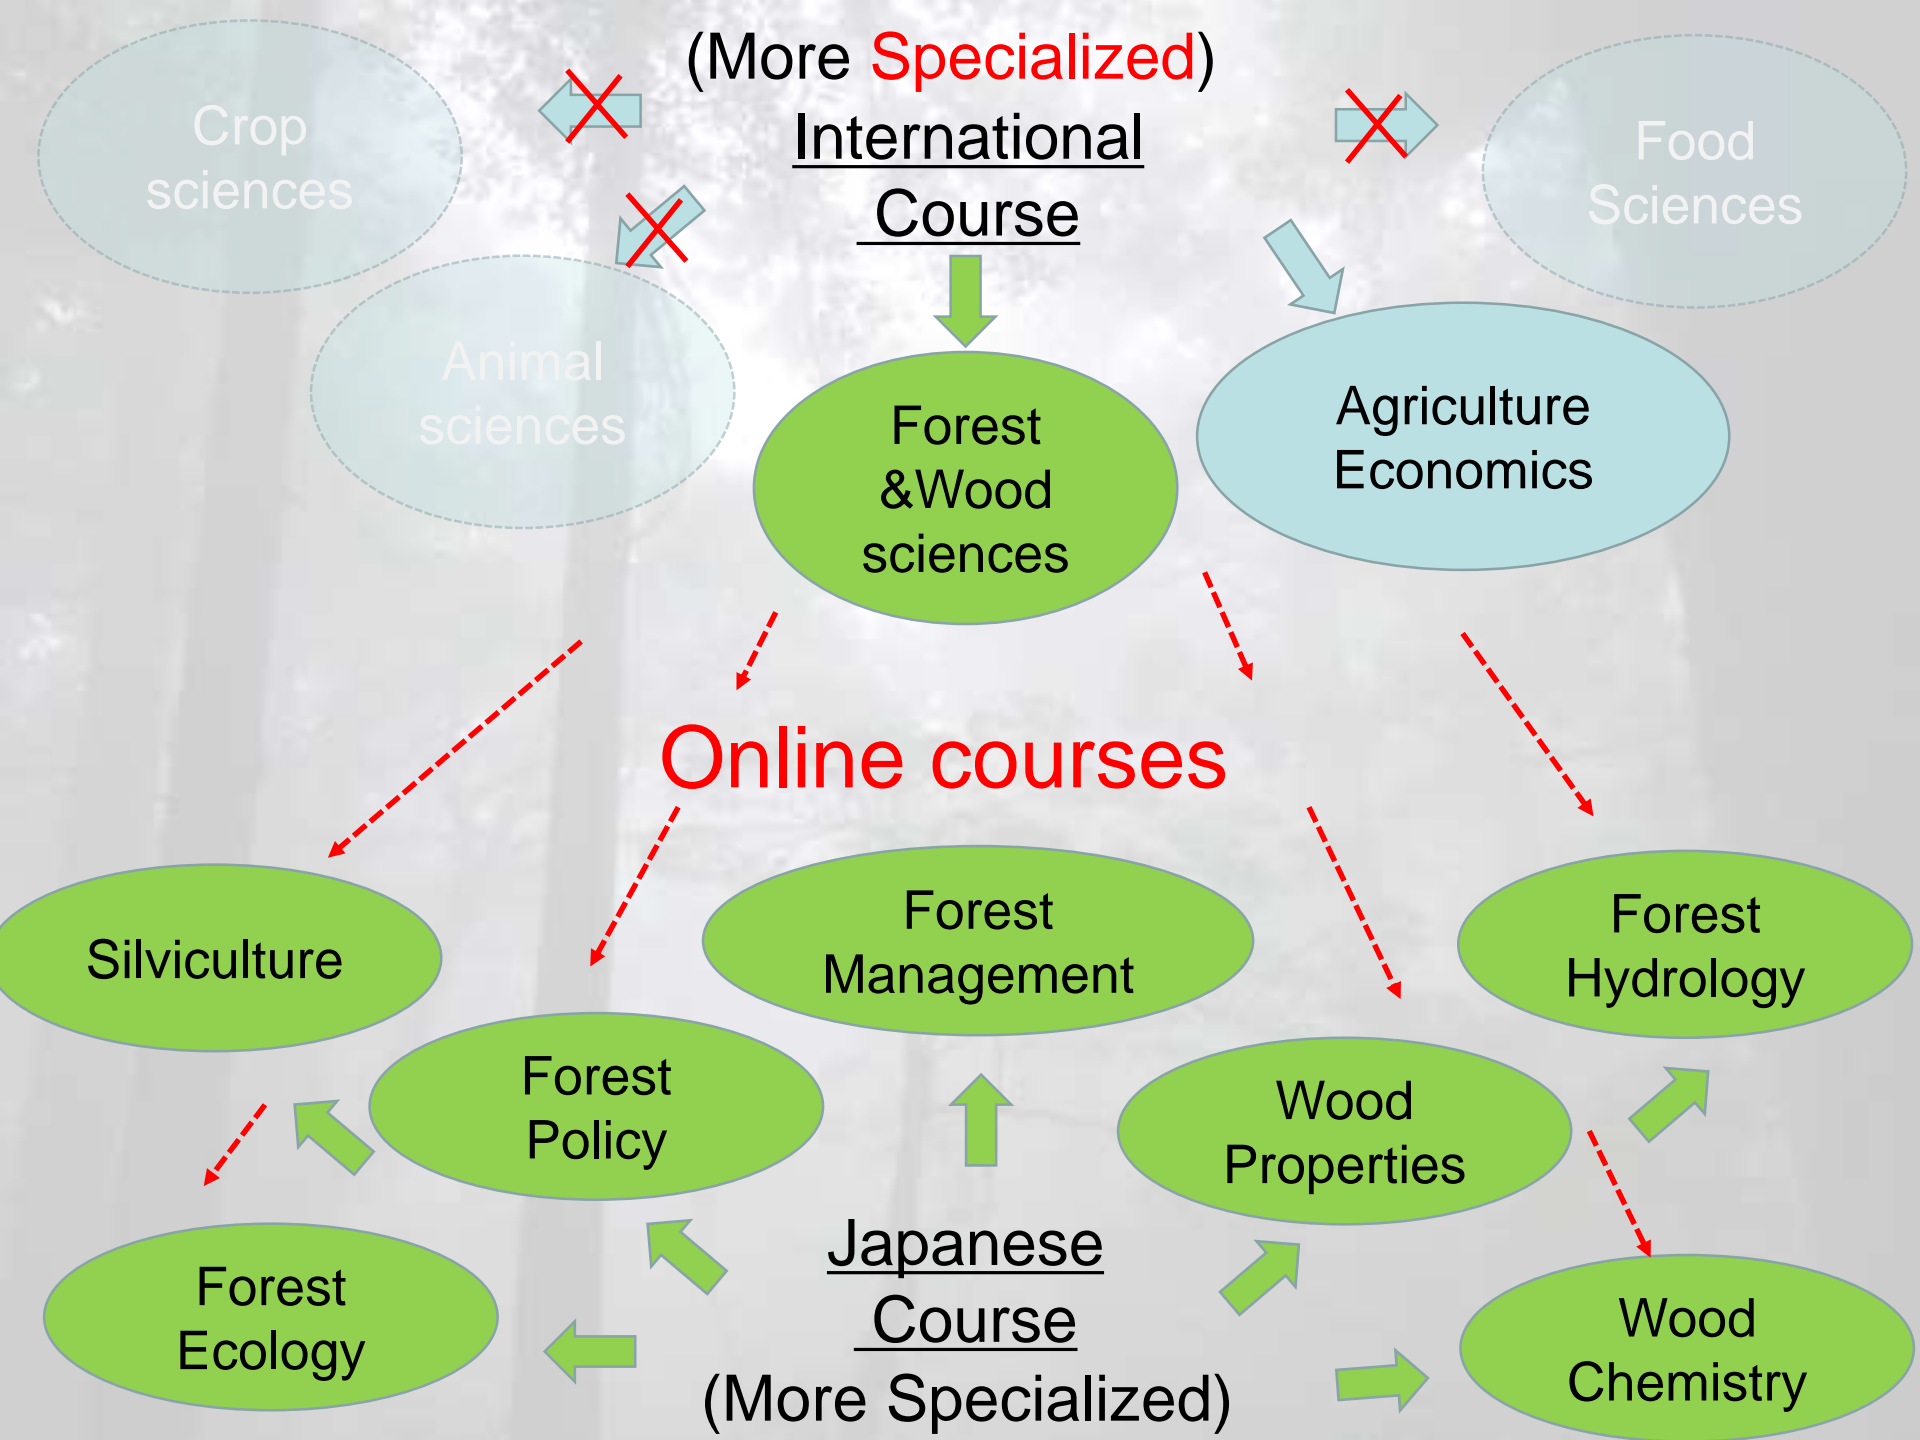 (More Specialized)
International
Course
Crop
sciences
Food
Sciences
Animal
sciences
Forest
&Wood
sciences
Agriculture
Economics
Online courses
Silviculture
Forest
Policy
Forest
Management
Wood
Properties
Forest
Hydrology
Forest
Ecology
Japanese
Course
(More Specialized)
Wood
Chemistry